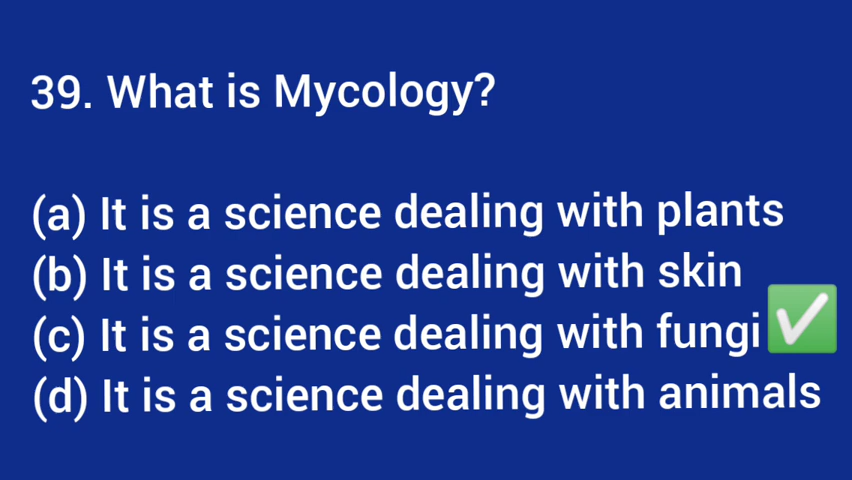 39. What is Mycology?
(a) It is a science dealing with plants
(b) It is a science dealing with skin
(c) It is a science dealing with fungi ✅
(d) It is a science dealing with animals